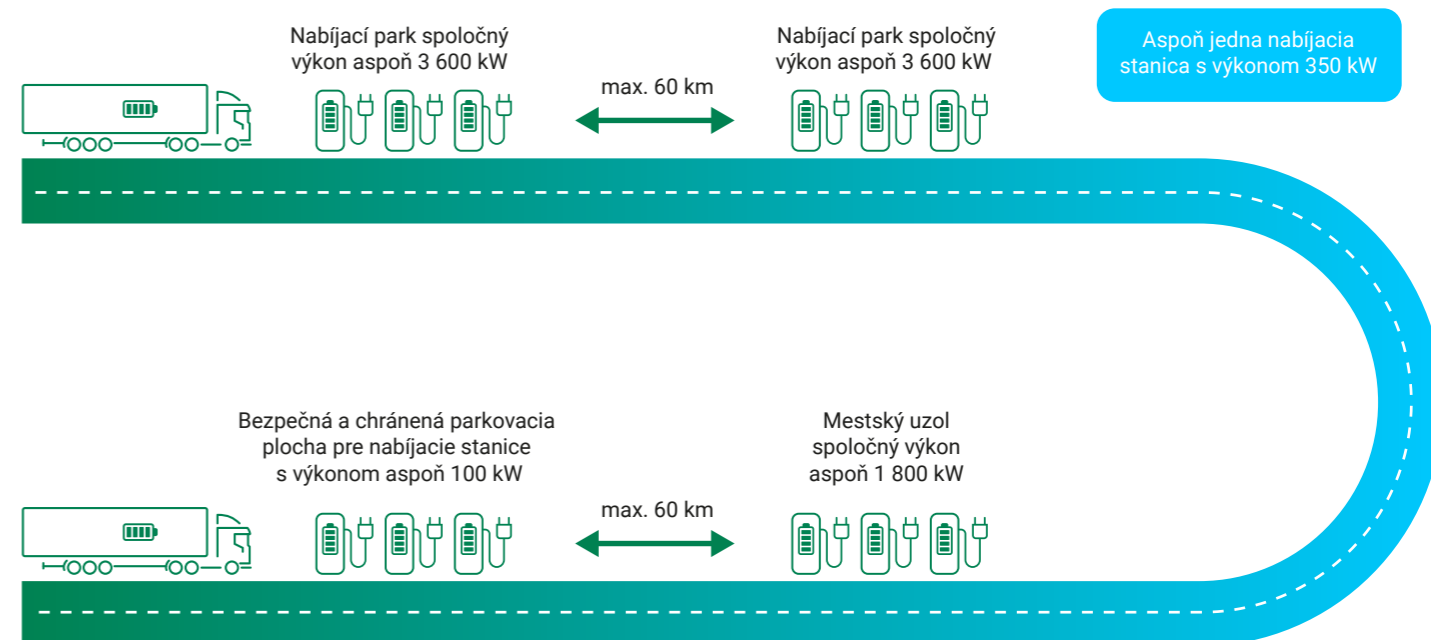 Nabíjací park spoločný
výkon aspoň 3 600 kW
max. 60 km
Nabíjací park spoločný
výkon aspoň 3 600 kW
Aspoň jedna nabíjacia
stanica s výkonom 350 kW
Bezpečná a chránená parkovacia
plocha pre nabíjacie stanice
s výkonom aspoň 100 kW
max. 60 km
Mestský uzol
spoločný výkon
aspoň 1 800 kW